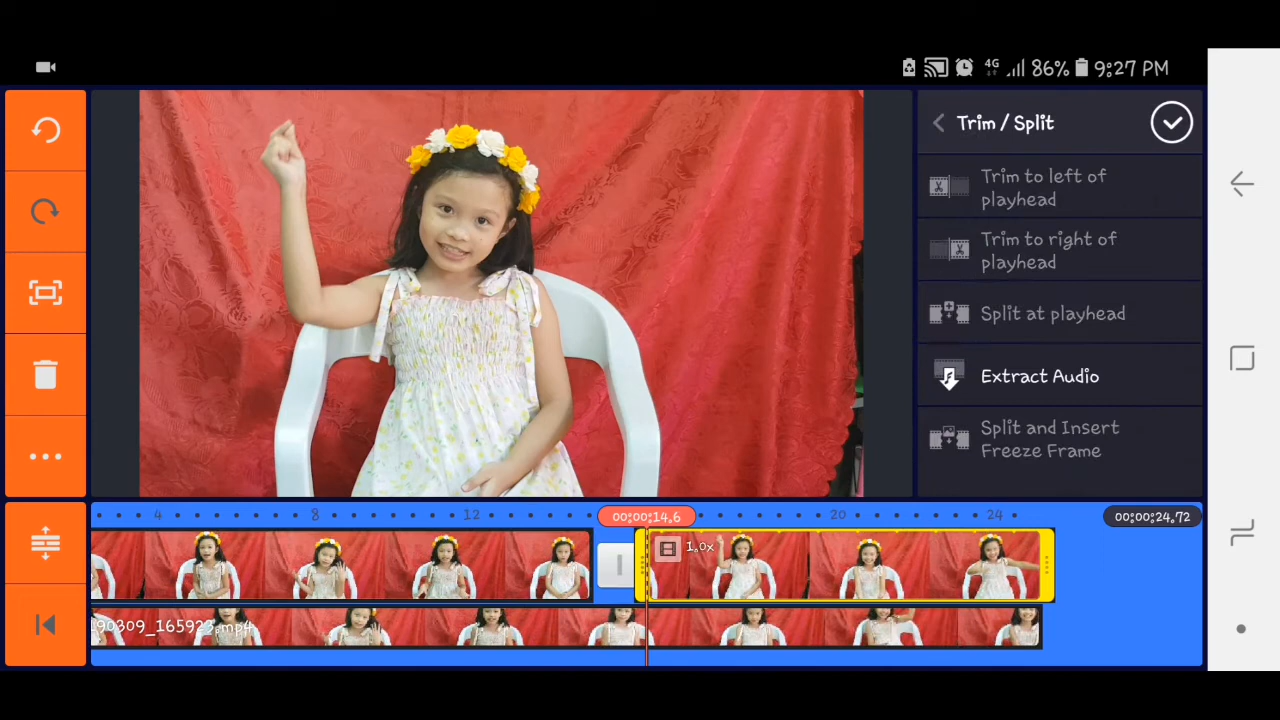 4G 86% 9:27 PM
Trim / Split
Trim to left of
playhead
Trim to right of
playhead
Split at playhead
Extract Audio
Split and Insert
Freeze Frame
4 8 12 00:00:14.6 20 24 00:00:24.72
1.0x
190309_165923.mp4